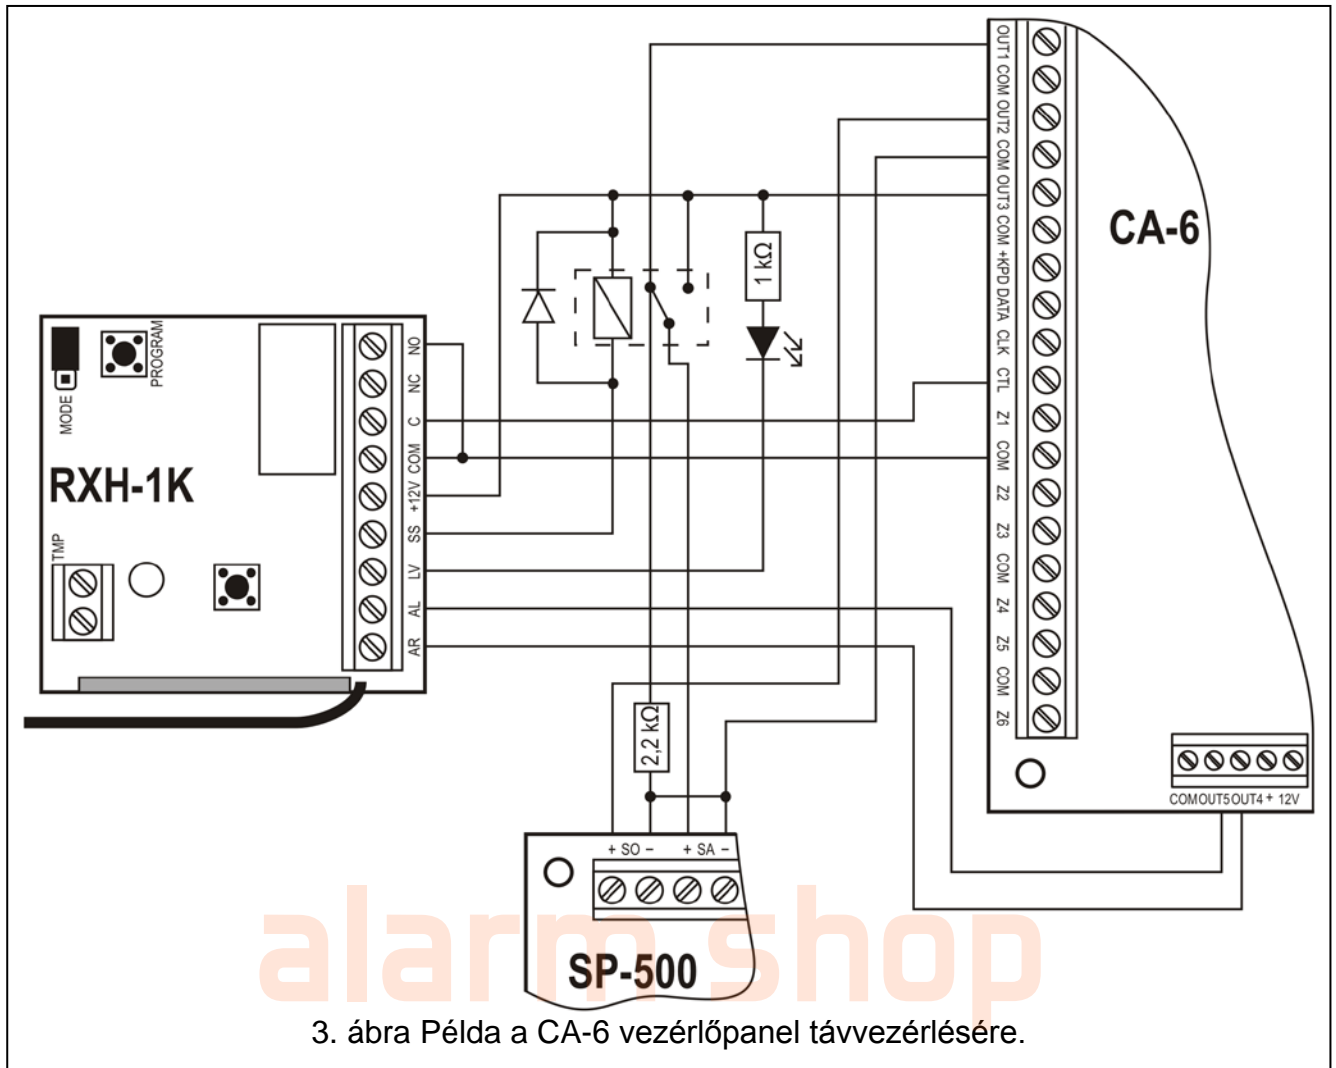 OUT1
COM
OUT2
COM
OUT3
COM
+KPD
DATA
CLK
CTL
Z1
COM
Z2
Z3
COM
Z4
Z5
COM
Z6
CA-6
COM OUT5 OUT4 + 12V
1 kΩ
MODE
PROGRAM
RXH-1K
TMP
NO
NC
C
COM
+12V
SS
LV
AL
AR
2,2 kΩ
+ SO − + SA −
SP-500
alarm shop
3. ábra Példa a CA-6 vezérlőpanel távvezérlésére.